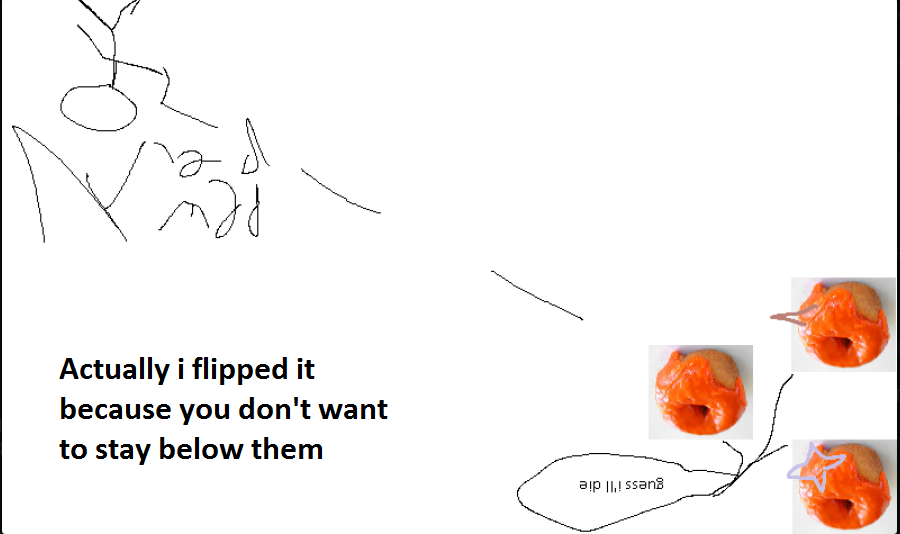 Actually i flipped it
because you don't want
to stay below them
guess i'll die